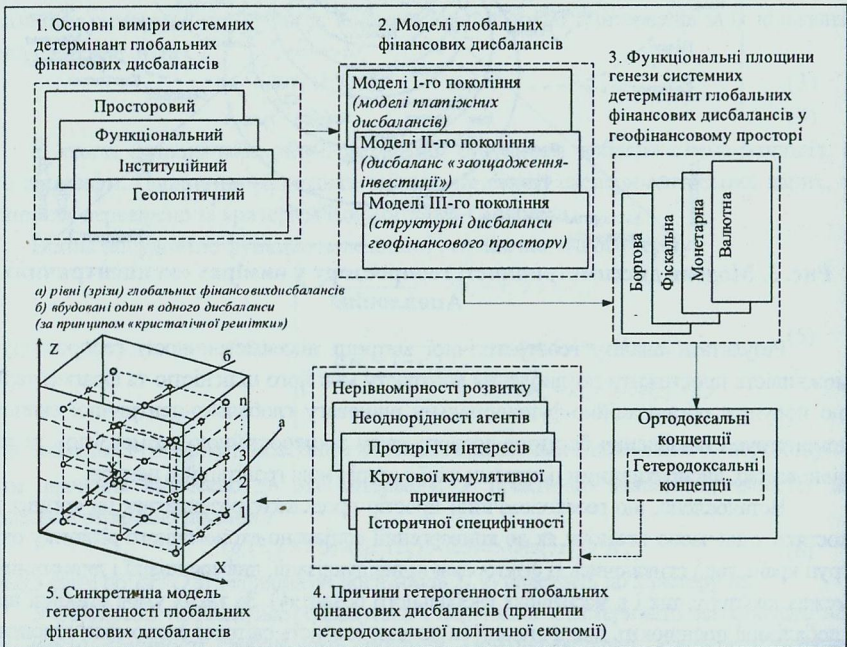 1. Основні виміри системних
детермінант глобальних
фінансових дисбалансів
Просторовий
Функціональний
Інституційний
Геополітичний
2. Моделі глобальних
фінансових дисбалансів
Моделі I-го покоління
(моделі платіжних
дисбалансів)
Моделі II-го покоління
(дисбаланс «заощадження-
інвестиції»)
Моделі III-го покоління
(структурні дисбаланси
геофінансового простору)
3. Функціональні площини
генези системних
детермінант глобальних
фінансових дисбалансів у
геофінансовому просторі
Боргова
Фіскальна
Монетарна
Валютна
Ортодоксальні
концепції
Гетеродоксальні
концепції
а) рівні (зрізи) глобальних фінансовихдисбалансів
б) вбудовані один в одного дисбаланси
(за принципом «кристалічної решітки»)
Z
б
а
n
3
2
X
5. Синкретична модель
гетерогенності глобальних
фінансових дисбалансів
Нерівномірності розвитку
Неоднорідності агентів
Протиріччя інтересів
Кругової кумулятивної
причинності
Історичної специфічності
4. Причини гетерогенності глобальних
фінансових дисбалансів (принципи
гетеродоксальної політичної економії)